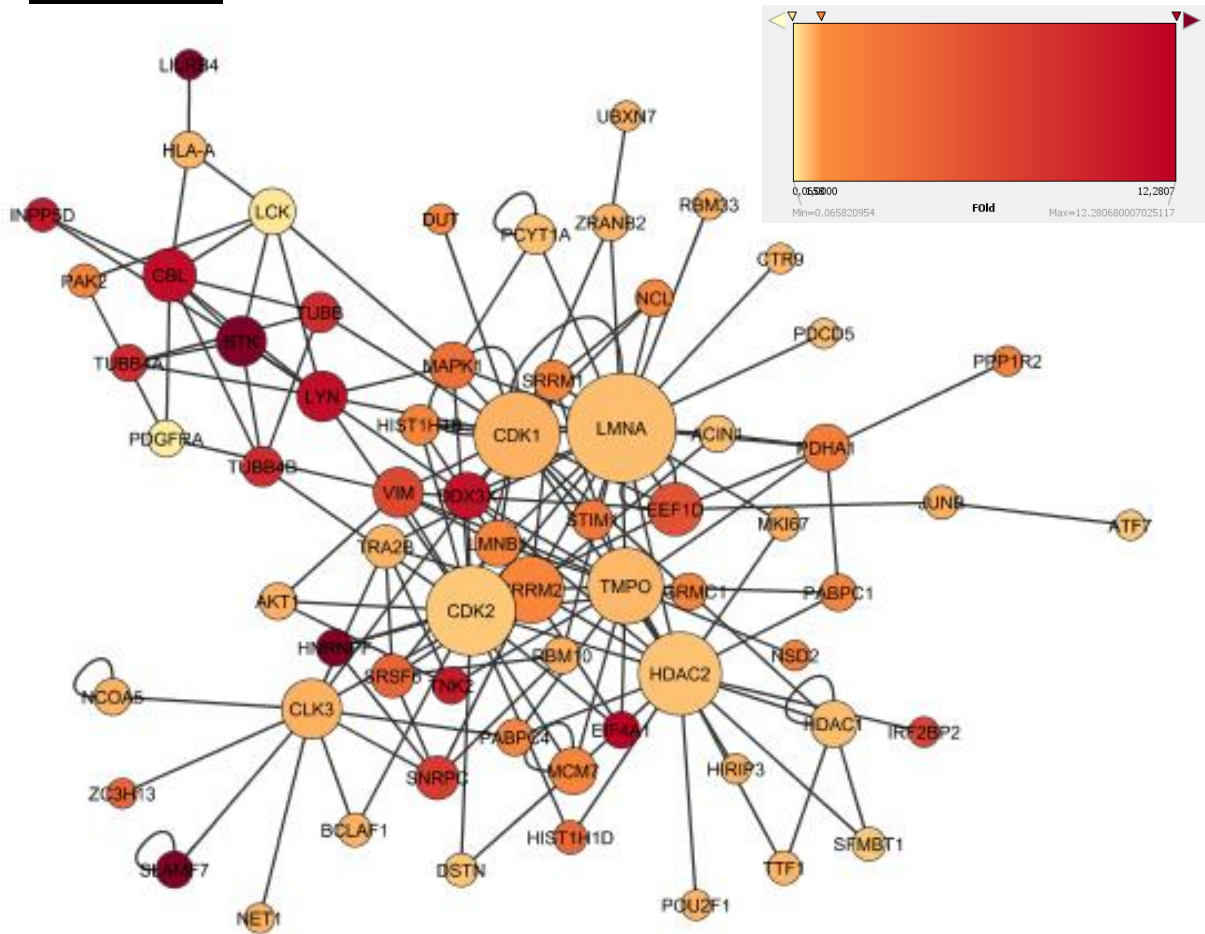 LILRB4
UBXN7
HLA-A
INPP5D
LCK
DUT
PCYT1A
ZRANB2
RBM33
CTR9
PAK2
CBL
NCL
TUBB
PDCD5
BTK
TUBB4A
MAPK1
SRRM1
PPP1R2
LYN
PDGFRA
HIST1H1B
CDK1
LMNA
ACIN1
PDHA1
TUBB4B
VIM
DDX3X
EEF1D
JUNB
STIM1
MKI67
ATF7
TRA2B
LMNB1
AKT1
CDK2
SRRM2
TMPO
GRMC1
PABPC1
HNRNPF
SRSF6
TNK2
RBM10
HDAC2
NSD2
NCOA5
CLK3
PABPC4
EIF4A1
HDAC1
IRF2BP2
ZC3H13
SNRPC
MCM7
HIRIP3
BCLAF1
HIST1H1D
SFMBT1
SLAMF7
DSTN
TTF1
NET1
POU2F1
12,2807
Min=0.065820954
FOld
Max=12.280680007025117